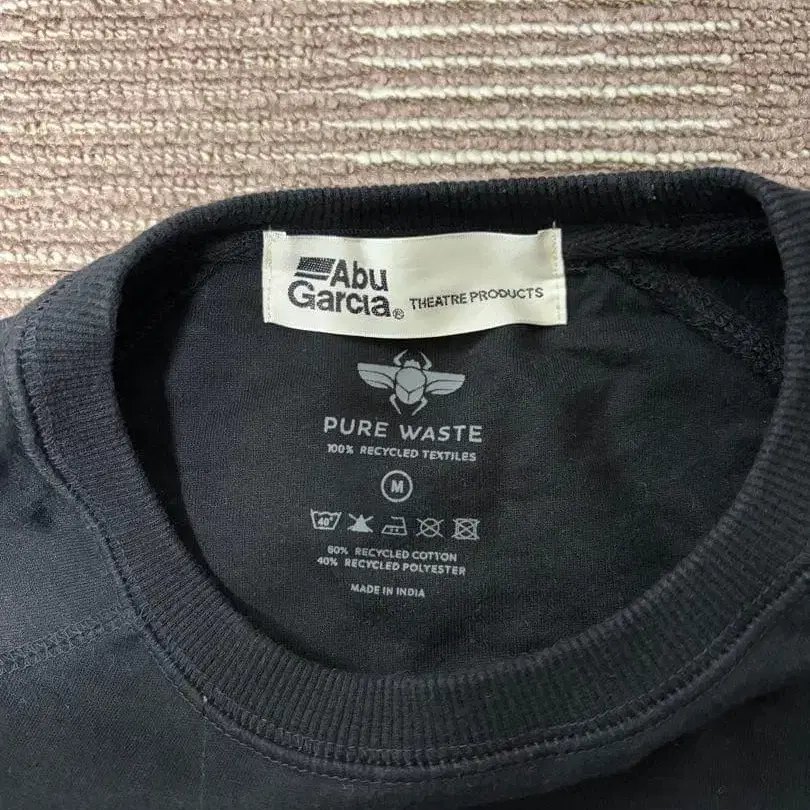 Abu
Garcia® THEATRE PRODUCTS
PURE WASTE
100% RECYCLED TEXTILES
M
40°
60% RECYCLED COTTON
40% RECYCLED POLYESTER
MADE IN INDIA